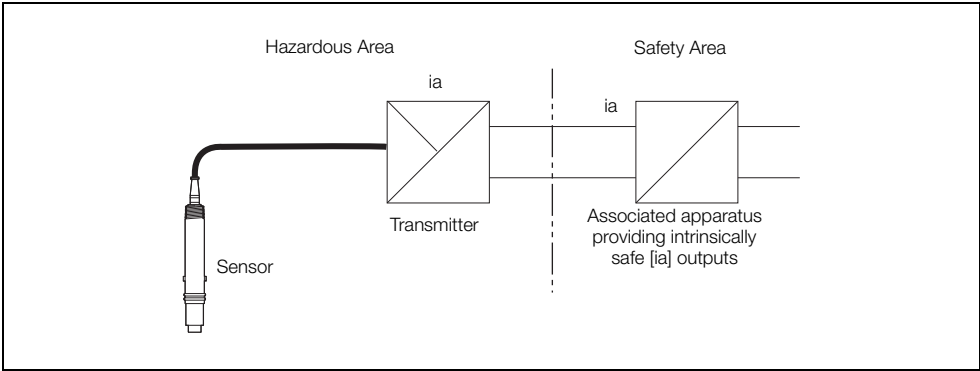 Hazardous Area
Safety Area
ia
ia
Transmitter
Associated apparatus
providing intrinsically
safe [ia] outputs
Sensor